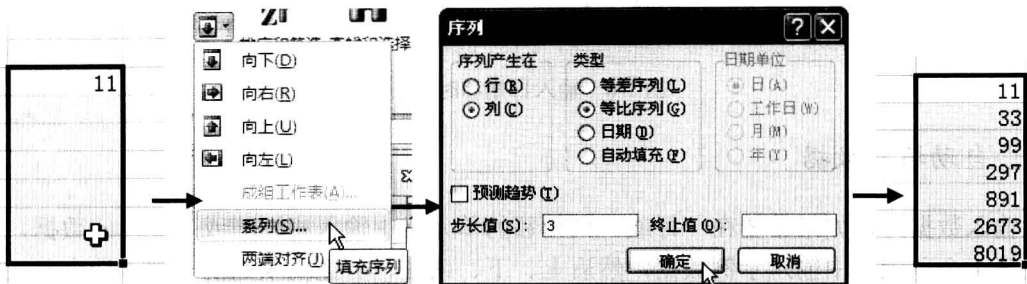 11
向下(D)
向右(R)
向上(U)
向左(L)
成组工作表(A)...
系列(S)...
两端对齐(J)
填充序列
序列
序列产生在
行(R)
列(C)
类型
等差序列(L)
等比序列(G)
日期(D)
自动填充(F)
日期单位
日(A)
工作日(W)
月(M)
年(Y)
预测趋势(T)
步长值(S): 3
终止值(O):
确定
取消
11
33
99
297
891
2673
8019